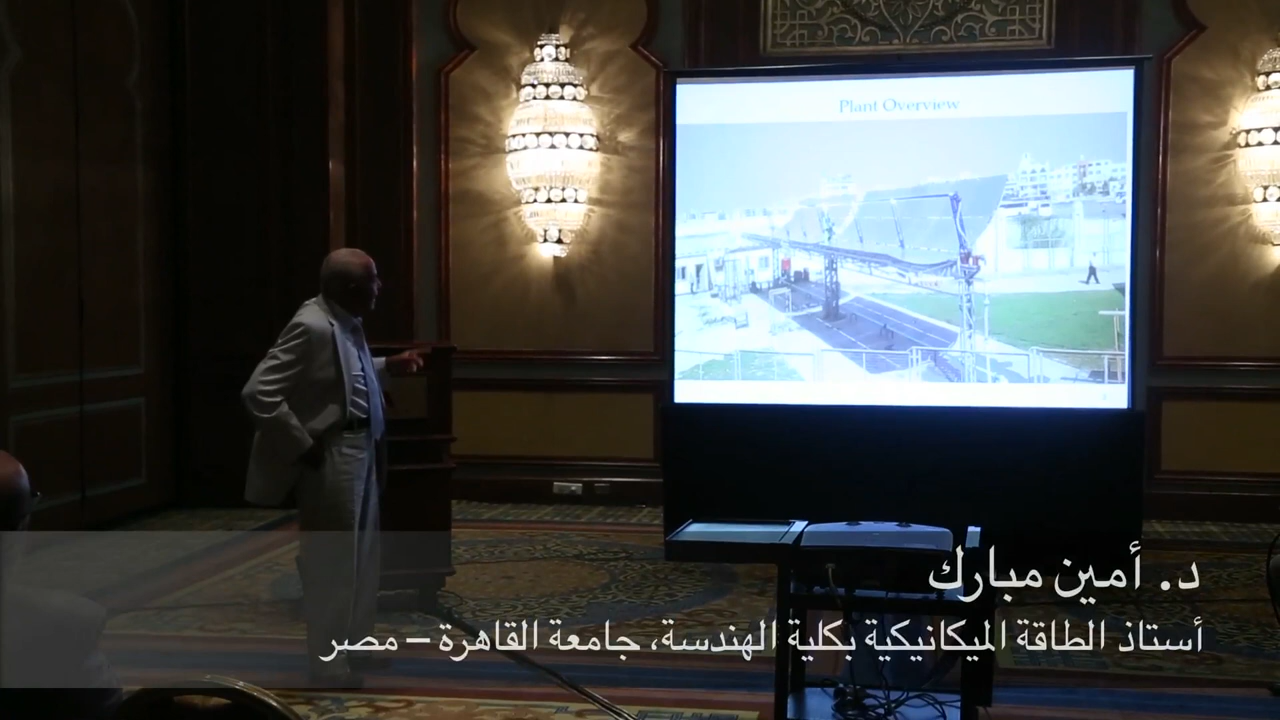 Plant Overview
د. أمين مبارك
أستاذ الطاقة الميكانيكية بكلية الهندسة، جامعة القاهرة – مصر